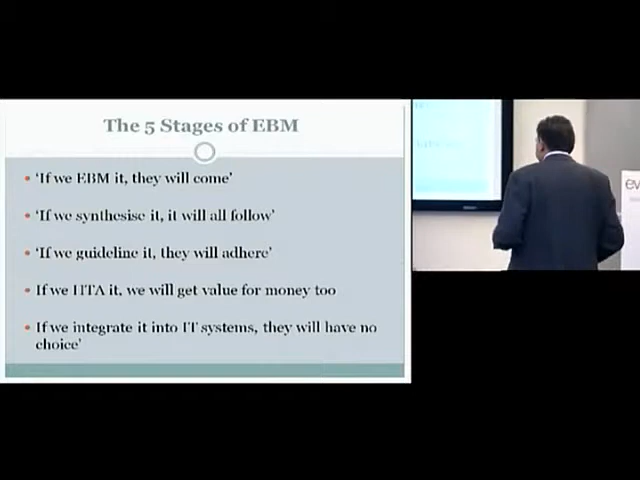 The 5 Stages of EBM
'If we EBM it, they will come'
'If we synthesise it, it will all follow'
'If we guideline it, they will adhere'
If we HTA it, we will get value for money too
If we integrate it into IT systems, they will have no
choice'
ev